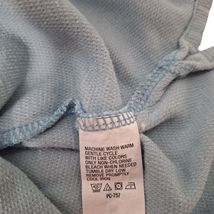 MACHINE WASH WARM
GENTLE CYCLE
WITH LIKE COLORS
ONLY NON-CHLORINE
BLEACH WHEN NEEDED
TUMBLE DRY LOW
REMOVE PROMPTLY
COOL IRON
PC-757